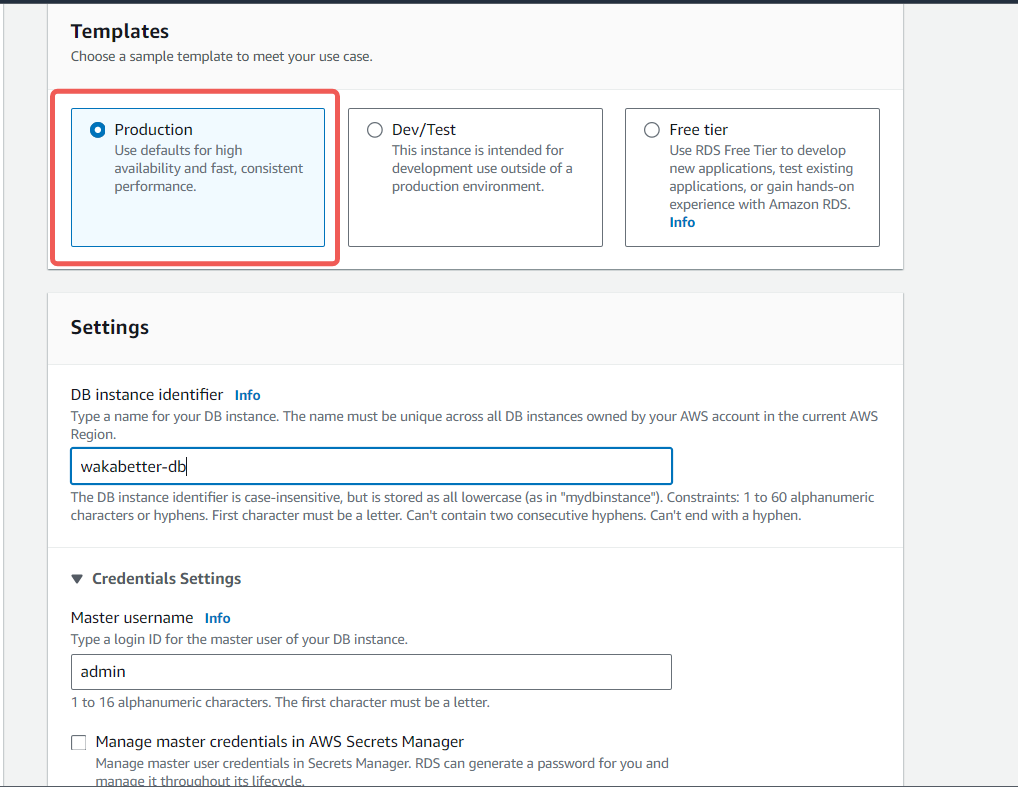 Templates
Choose a sample template to meet your use case.
Production
Use defaults for high
availability and fast, consistent
performance.
Dev/Test
This instance is intended for
development use outside of a
production environment.
Free tier
Use RDS Free Tier to develop
new applications, test existing
applications, or gain hands-on
experience with Amazon RDS.
Info
Settings
DB instance identifier Info
Type a name for your DB instance. The name must be unique across all DB instances owned by your AWS account in the current AWS
Region.
wakabetter-db
The DB instance identifier is case-insensitive, but is stored as all lowercase (as in "mydbinstance"). Constraints: 1 to 60 alphanumeric
characters or hyphens. First character must be a letter. Can't contain two consecutive hyphens. Can't end with a hyphen.
Credentials Settings
Master username Info
Type a login ID for the master user of your DB instance.
admin
1 to 16 alphanumeric characters. The first character must be a letter.
Manage master credentials in AWS Secrets Manager
Manage master user credentials in Secrets Manager. RDS can generate a password for you and
manage it throughout its lifecycle.